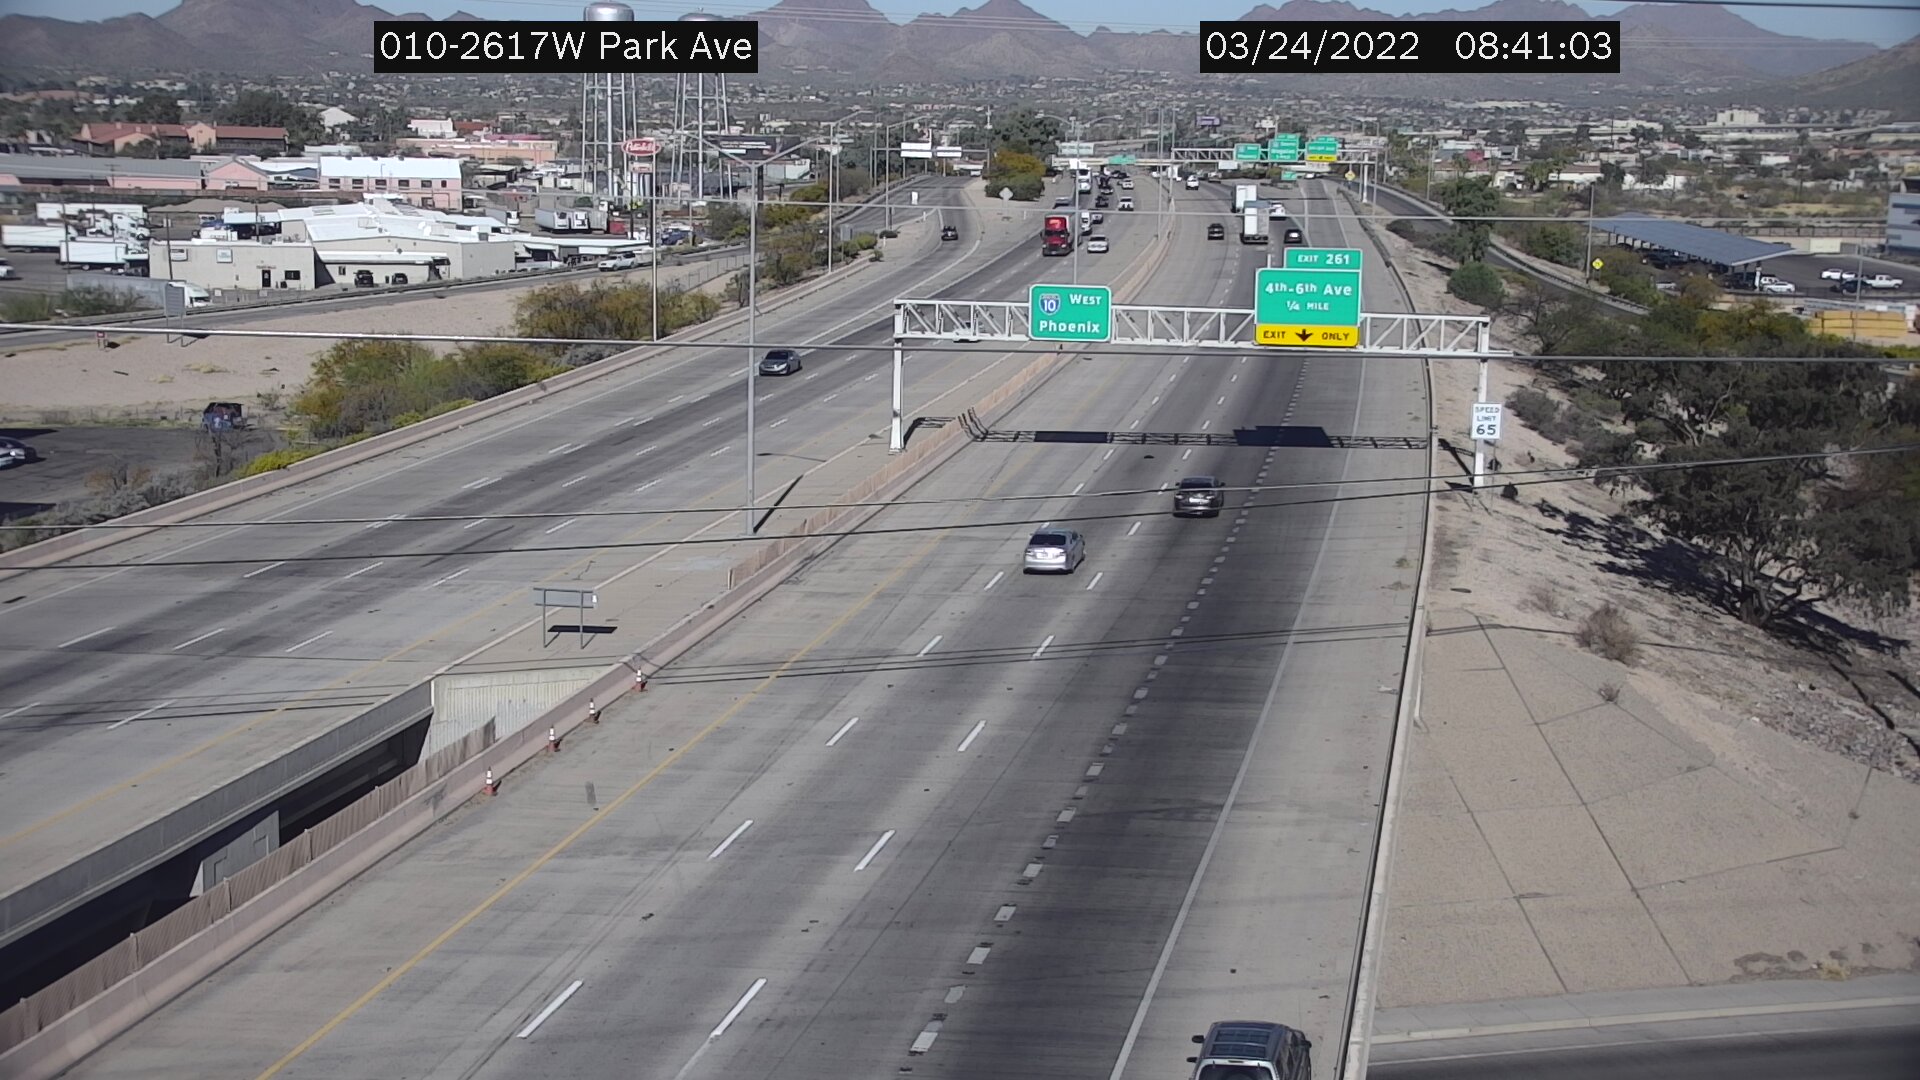 010-2617W Park Ave
03/24/2022 08:41:03
Peterbilt
EXIT 261
4th-6th Ave
1/4 MILE
EXIT ONLY
10 WEST
Phoenix
SPEED
LIMIT
65